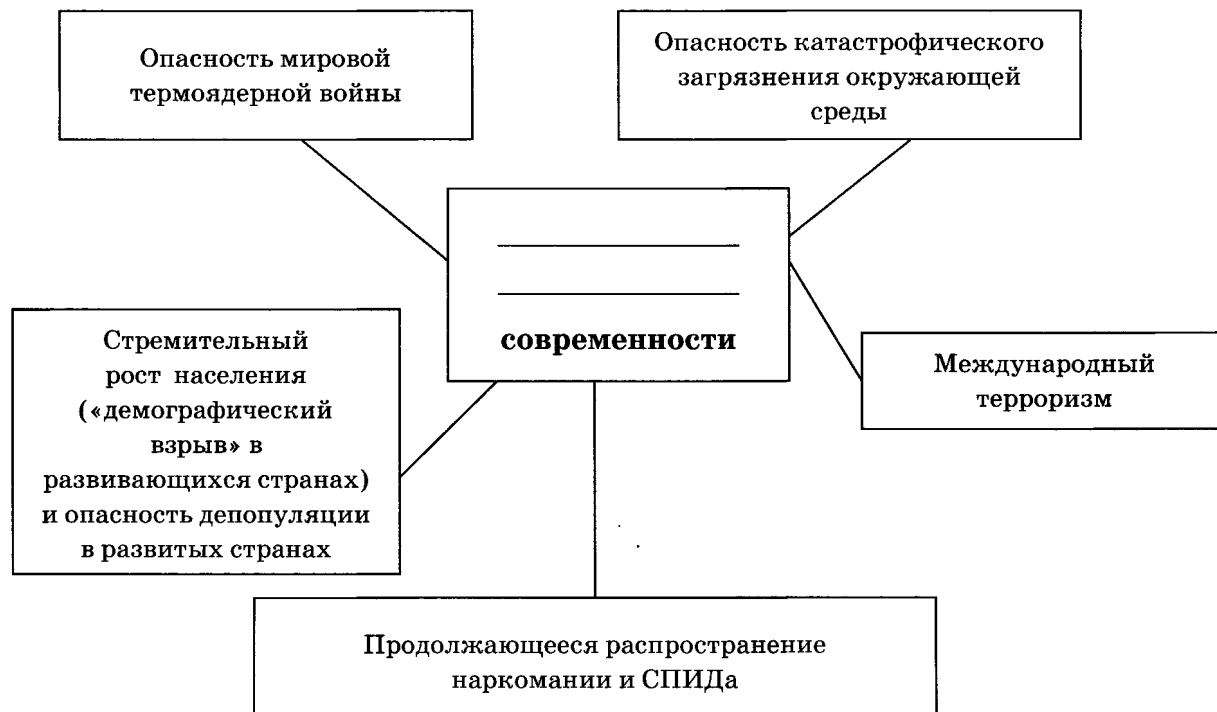 Опасность мировой
термоядерной войны
Опасность катастрофического
загрязнения окружающей
среды
современности
Стремительный
рост населения
(«демографический
взрыв» в
развивающихся странах)
и опасность депопуляции
в развитых странах
Международный
терроризм
Продолжающееся распространение
наркомании и СПИДа